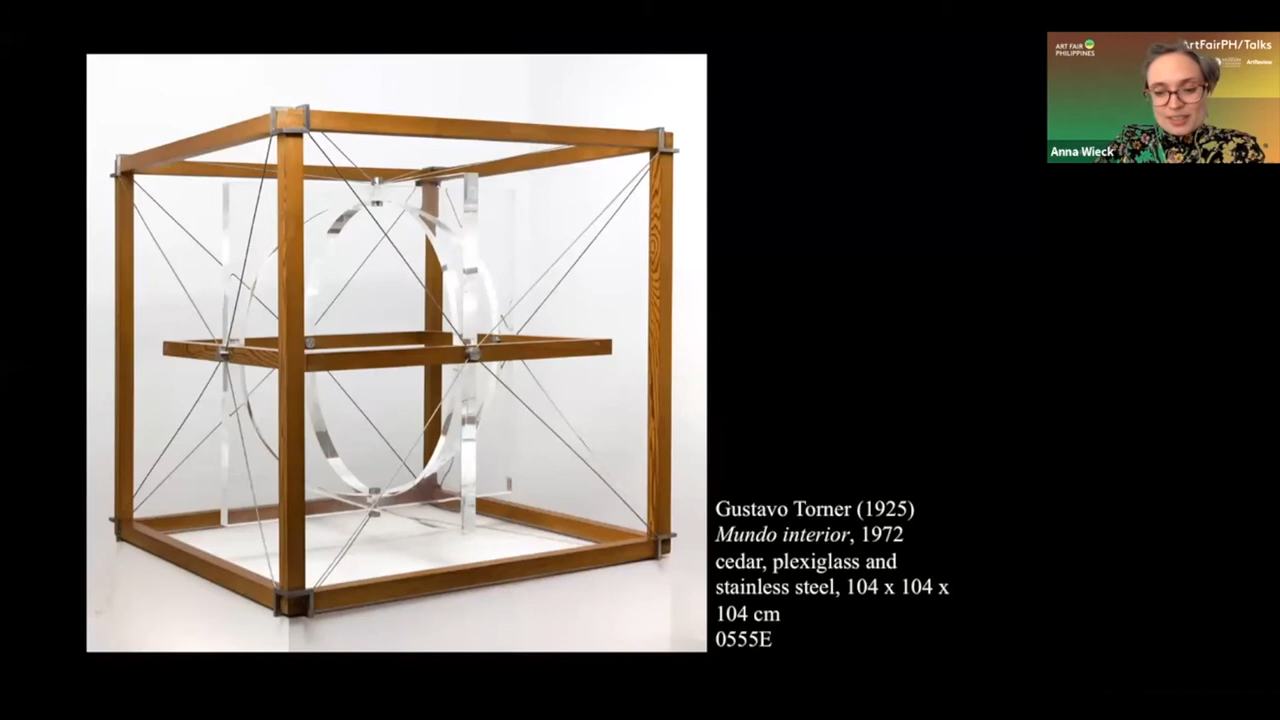 Gustavo Torner (1925)
Mundo interior, 1972
cedar, plexiglass and
stainless steel, 104 x 104 x
104 cm
0555E
ART FAIR
PHILIPPINES
ArtFairPH/Talks
ArtReview
Anna Wieck